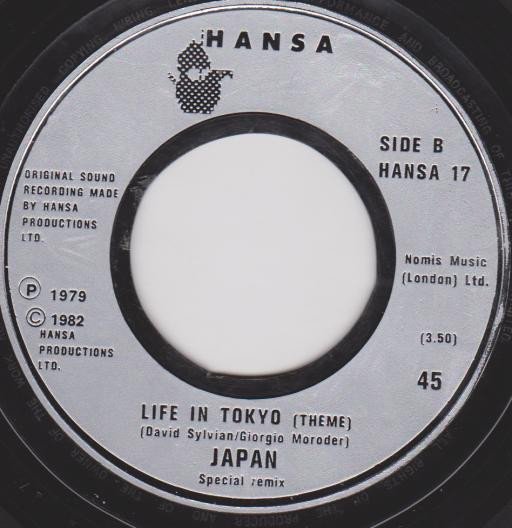 HANSA
SIDE B
HANSA 17
ORIGINAL SOUND
RECORDING MADE
BY HANSA
PRODUCTIONS
LTD.
Ⓟ 1979
© 1982
HANSA
PRODUCTIONS
LTD.
Nomis Music
(London) Ltd.
(3.50)
45
LIFE IN TOKYO (THEME)
(David Sylvian/Giorgio Moroder)
JAPAN
Special remix